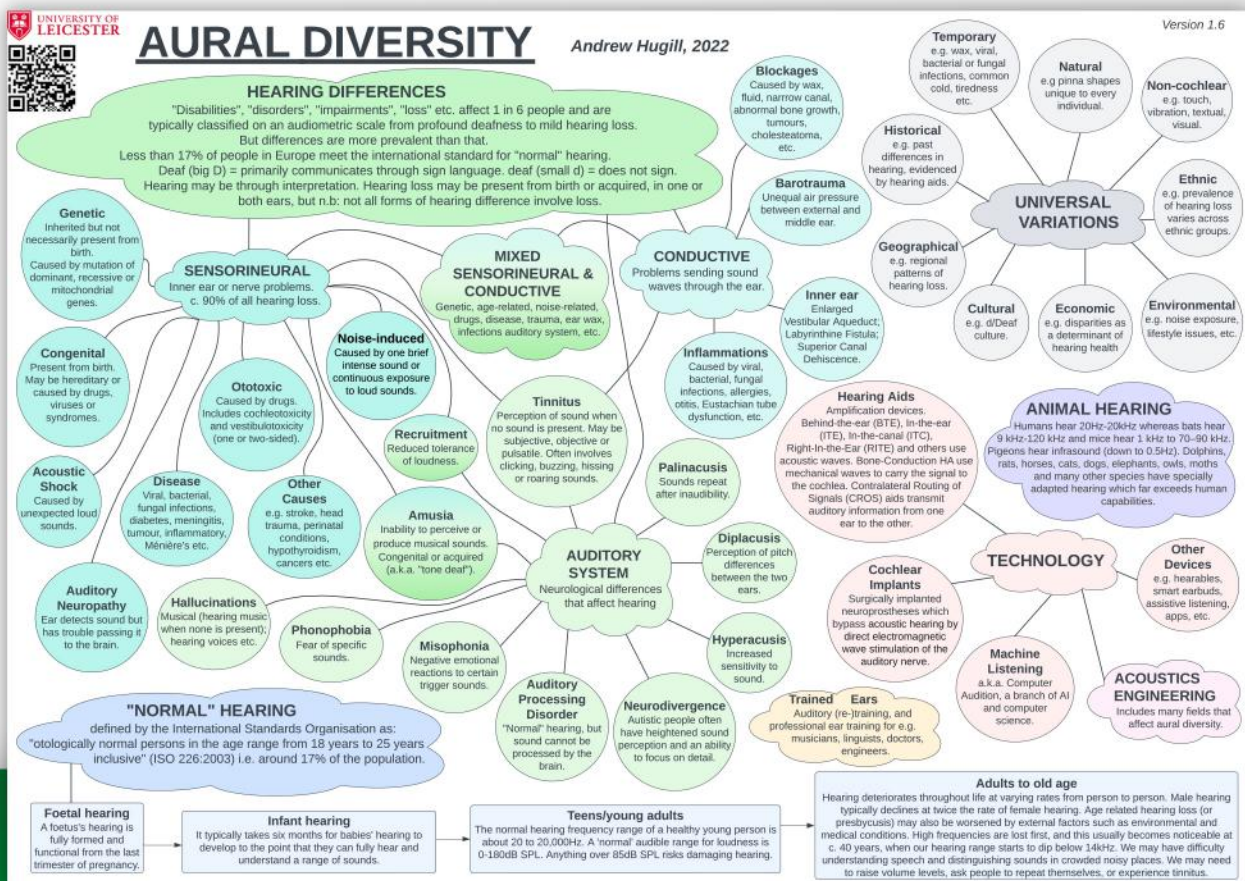 UNIVERSITY OF
LEICESTER
AURAL DIVERSITY
Andrew Hugill, 2022
Version 1.6
HEARING DIFFERENCES
"Disabilities", "disorders", "impairments", "loss" etc. affect 1 in 6 people and are
typically classified on an audiometric scale from profound deafness to mild hearing loss.
But differences are more prevalent than that.
Less than 17% of people in Europe meet the international standard for "normal" hearing.
Deaf (big D) = primarily communicates through sign language. deaf (small d) = does not sign.
Hearing may be through interpretation. Hearing loss may be present from birth or acquired, in one or
both ears, but n.b: not all forms of hearing difference involve loss.
Blockages
Caused by wax,
fluid, narrow canal,
abnormal bone growth,
tumours,
cholesteatoma,
etc.
Barotrauma
Unequal air pressure
between external and
middle ear.
Temporary
e.g. wax, viral,
bacterial or fungal
infections, common
cold, tiredness
etc.
Natural
e.g pinna shapes
unique to every
individual.
Non-cochlear
e.g. touch,
vibration, textual,
visual.
Historical
e.g. past
differences in
hearing, evidenced
by hearing aids.
UNIVERSAL
VARIATIONS
Ethnic
e.g. prevalence
of hearing loss
varies across
ethnic groups.
Geographical
e.g. regional
patterns of
hearing loss.
Cultural
e.g. d/Deaf
culture.
Economic
e.g. disparities as
a determinant of
hearing health
Environmental
e.g. noise exposure,
lifestyle issues, etc.
Genetic
Inherited but not
necessarily present from
birth.
Caused by mutation of
dominant, recessive or
mitochondrial
genes.
SENSORINEURAL
Inner ear or nerve problems.
c. 90% of all hearing loss.
MIXED
SENSORINEURAL &
CONDUCTIVE
Genetic, age-related, noise-related,
drugs, disease, trauma, ear wax,
infections auditory system, etc.
CONDUCTIVE
Problems sending sound
waves through the ear.
Inner ear
Enlarged
Vestibular Aqueduct;
Labyrinthine Fistula;
Superior Canal
Dehiscence.
Inflammations
Caused by viral,
bacterial, fungal
infections, allergies,
otitis, Eustachian tube
dysfunction, etc.
Congenital
Present from birth.
May be hereditary or
caused by drugs,
viruses or
syndromes.
Ototoxic
Caused by drugs.
Includes cochleotoxicity
and vestibulotoxicity
(one or two-sided).
Noise-induced
Caused by one brief
intense sound or
continuous exposure
to loud sounds.
Recruitment
Reduced tolerance
of loudness.
Tinnitus
Perception of sound when
no sound is present. May be
subjective, objective or
pulsatile. Often involves
clicking, buzzing, hissing
or roaring sounds.
Palinacusis
Sounds repeat
after inaudibility.
Acoustic
Shock
Caused by
unexpected loud
sounds.
Disease
Viral, bacterial,
fungal infections,
diabetes, meningitis,
tumour, inflammatory,
Ménière's etc.
Other
Causes
e.g. stroke, head
trauma, perinatal
conditions,
hypothyroidism,
cancers etc.
Amusia
Inability to perceive or
produce musical sounds.
Congenital or acquired
(a.k.a. "tone deaf").
AUDITORY
SYSTEM
Neurological differences
that affect hearing
Diplacusis
Perception of pitch
differences
between the two
ears.
Auditory
Neuropathy
Ear detects sound but
has trouble passing it
to the brain.
Hallucinations
Musical (hearing music
when none is present);
hearing voices etc.
Phonophobia
Fear of specific
sounds.
Misophonia
Negative emotional
reactions to certain
trigger sounds.
Auditory
Processing
Disorder
"Normal" hearing, but
sound cannot be
processed by the
brain.
Neurodivergence
Autistic people often
have heightened sound
perception and an ability
to focus on detail.
Hyperacusis
Increased
sensitivity to
sound.
Hearing Aids
Amplification devices.
Behind-the-ear (BTE), In-the-ear
(ITE), In-the-canal (ITC),
Right-In-the-Ear (RITE) and others use
acoustic waves. Bone-Conduction HA use
mechanical waves to carry the signal to
the cochlea. Contralateral Routing of
Signals (CROS) aids transmit
auditory information from one
ear to the other.
ANIMAL HEARING
Humans hear 20Hz-20kHz whereas bats hear
9 kHz-120 kHz and mice hear 1 kHz to 70–90 kHz.
Pigeons hear infrasound (down to 0.5Hz). Dolphins,
rats, horses, cats, dogs, elephants, owls, moths
and many other species have specially
adapted hearing which far exceeds human
capabilities.
TECHNOLOGY
Cochlear
Implants
Surgically implanted
neuroprostheses which
bypass acoustic hearing by
direct electromagnetic
wave stimulation of the
auditory nerve.
Other
Devices
e.g. hearables,
smart earbuds,
assistive listening,
apps, etc.
Machine
Listening
a.k.a. Computer
Audition, a branch of AI
and computer
science.
ACOUSTICS
ENGINEERING
Includes many fields that
affect aural diversity.
Trained Ears
Auditory (re-)training, and
professional ear training for e.g.
musicians, linguists, doctors,
engineers.
"NORMAL" HEARING
defined by the International Standards Organisation as:
"otologically normal persons in the age range from 18 years to 25 years
inclusive" (ISO 226:2003) i.e. around 17% of the population.
Foetal hearing
A foetus's hearing is
fully formed and
functional from the last
trimester of pregnancy.
Infant hearing
It typically takes six months for babies' hearing to
develop to the point that they can fully hear and
understand a range of sounds.
Teens/young adults
The normal hearing frequency range of a healthy young person is
about 20 to 20,000Hz. A 'normal' audible range for loudness is
0-180dB SPL. Anything over 85dB SPL risks damaging hearing.
Adults to old age
Hearing deteriorates throughout life at varying rates from person to person. Male hearing
typically declines at twice the rate of female hearing. Age related hearing loss (or
presbycusis) may also be worsened by external factors such as environmental and
medical conditions. High frequencies are lost first, and this usually becomes noticeable at
c. 40 years, when our hearing range starts to dip below 14kHz. We may have difficulty
understanding speech and distinguishing sounds in crowded noisy places. We may need
to raise volume levels, ask people to repeat themselves, or experience tinnitus.